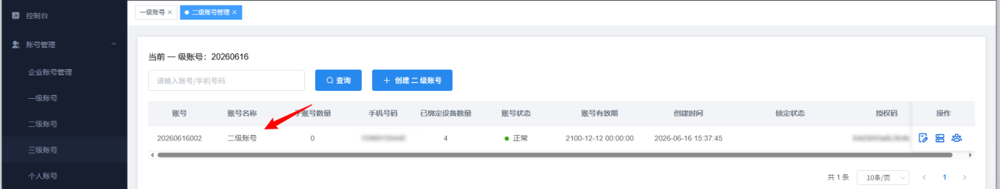 控制台
一级账号 ×
二级账号管理 ×
账号管理
企业账号管理
一级账号
二级账号
三级账号
个人账号
当前 一 级账号：20260616
请输入账号/手机号码
查询
+ 创建 二 级账号
账号 账号名称 子账号数量 手机号码 已绑定设备数量 账号状态 账号有效期 创建时间 锁定状态 授权码 操作
20260616002 二级账号 0 4 正常 2100-12-12 00:00:00 2026-06-16 15:37:45
共 1 条 10条/页 < 1 >